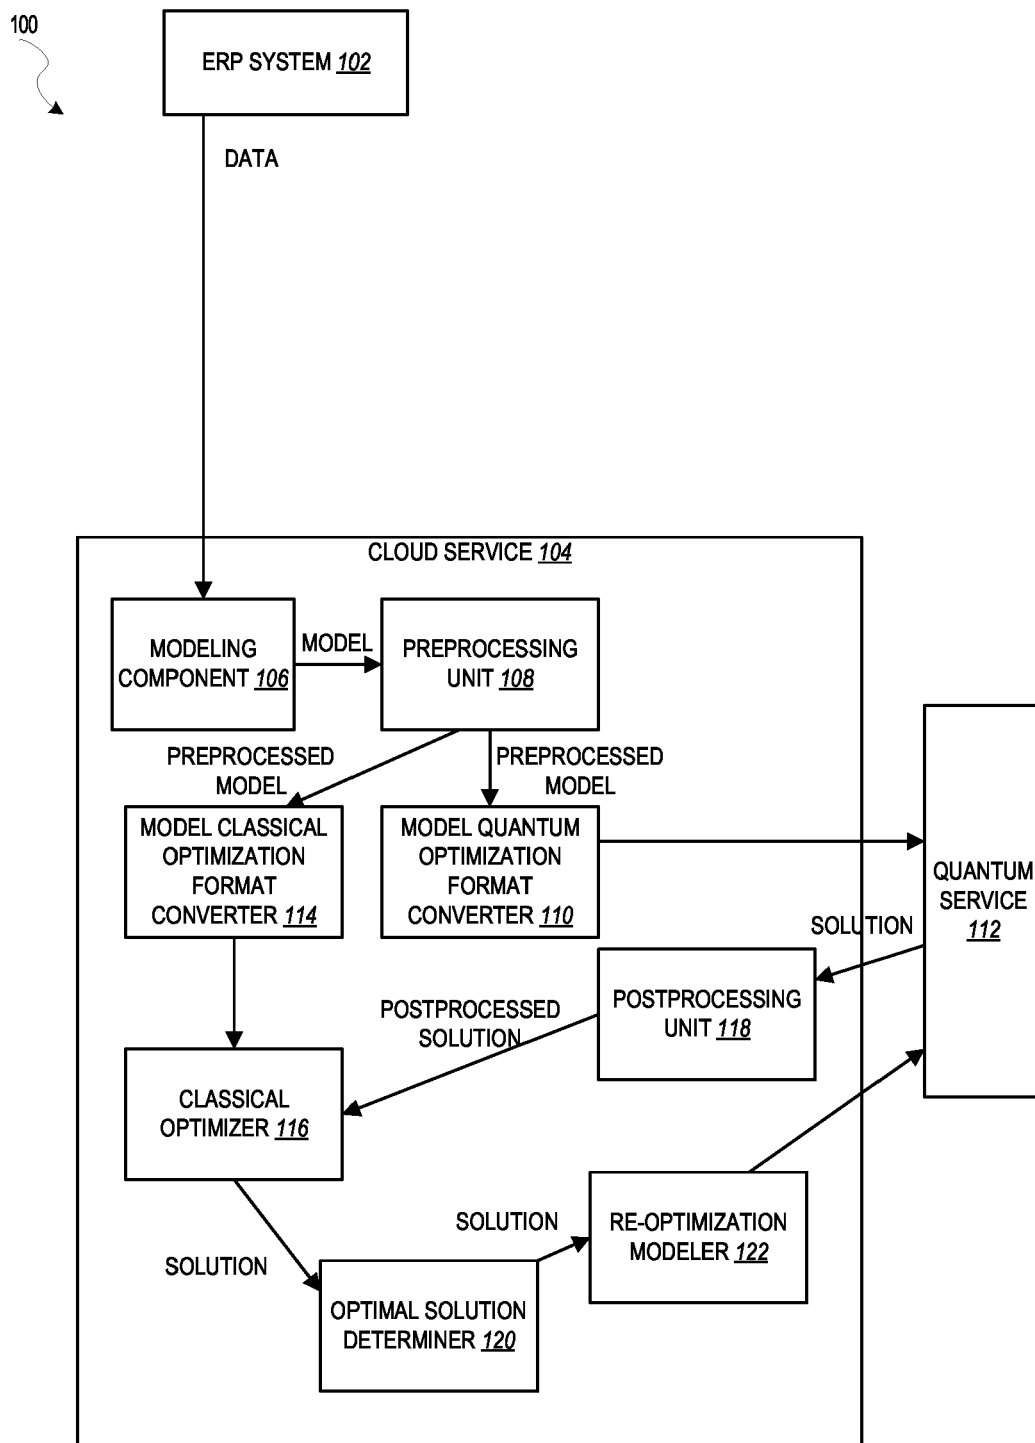 100
ERP SYSTEM 102
DATA
CLOUD SERVICE 104
MODELING
COMPONENT 106
MODEL
PREPROCESSING
UNIT 108
PREPROCESSED
MODEL
PREPROCESSED
MODEL
MODEL CLASSICAL
OPTIMIZATION
FORMAT
CONVERTER 114
MODEL QUANTUM
OPTIMIZATION
FORMAT
CONVERTER 110
QUANTUM
SERVICE
112
SOLUTION
POSTPROCESSING
UNIT 118
POSTPROCESSED
SOLUTION
CLASSICAL
OPTIMIZER 116
SOLUTION
SOLUTION
RE-OPTIMIZATION
MODELER 122
OPTIMAL SOLUTION
DETERMINER 120